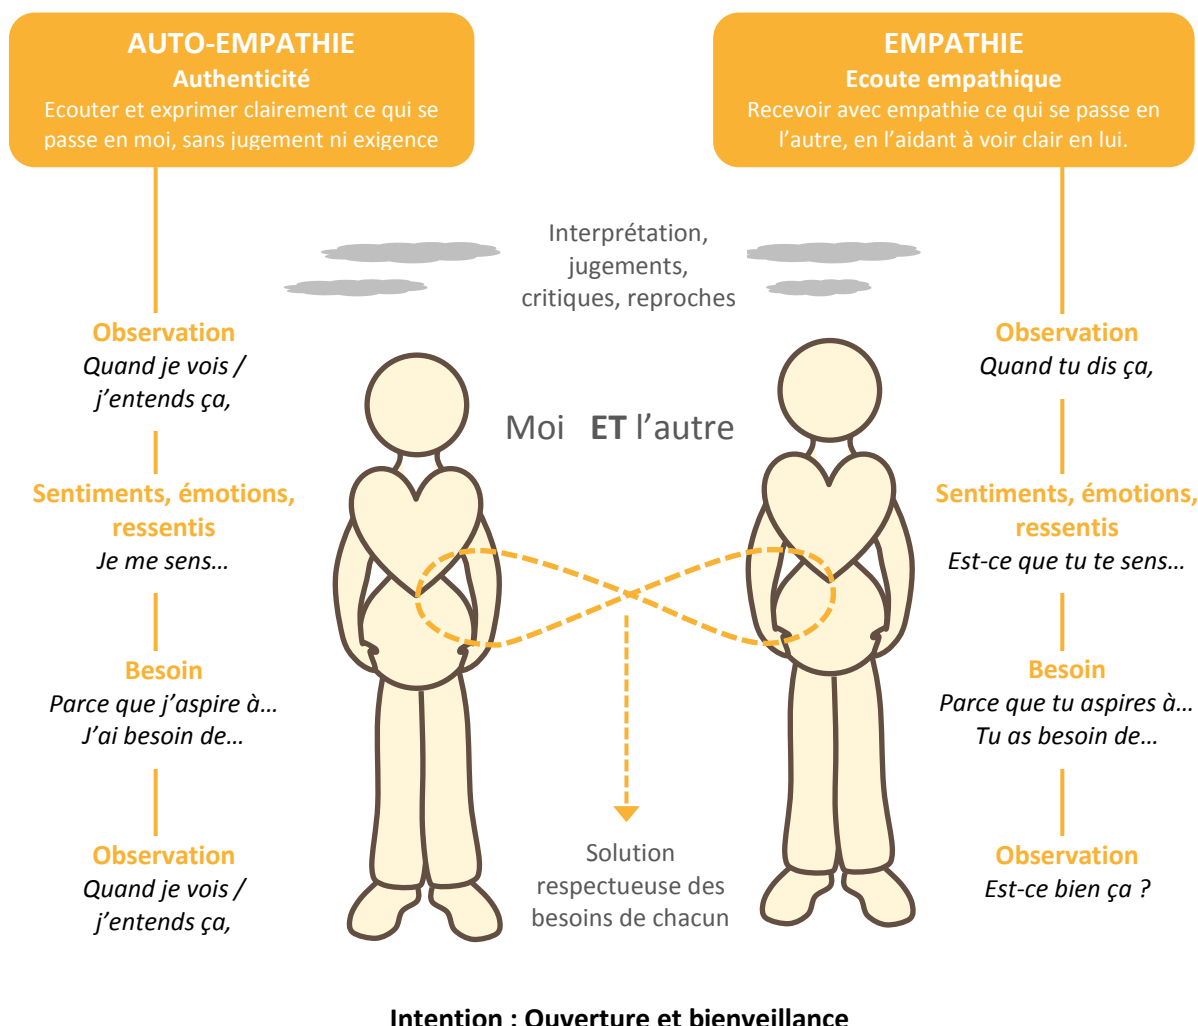 AUTO-EMPATHIE
Authenticité
Ecouter et exprimer clairement ce qui se
passe en moi, sans jugement ni exigence
EMPATHIE
Ecoute empathique
Recevoir avec empathie ce qui se passe en
l’autre, en l’aidant à voir clair en lui.
Interprétation,
jugements,
critiques, reproches
Observation
Quand je vois /
j’entends ça,
Observation
Quand tu dis ça,
Moi ET l’autre
Sentiments, émotions,
ressentis
Je me sens…
Sentiments, émotions,
ressentis
Est-ce que tu te sens…
Besoin
Parce que j’aspire à…
J’ai besoin de…
Besoin
Parce que tu aspires à…
Tu as besoin de…
Observation
Quand je vois /
j’entends ça,
Solution
respectueuse des
besoins de chacun
Observation
Est-ce bien ça ?
Intention : Ouverture et bienveillance